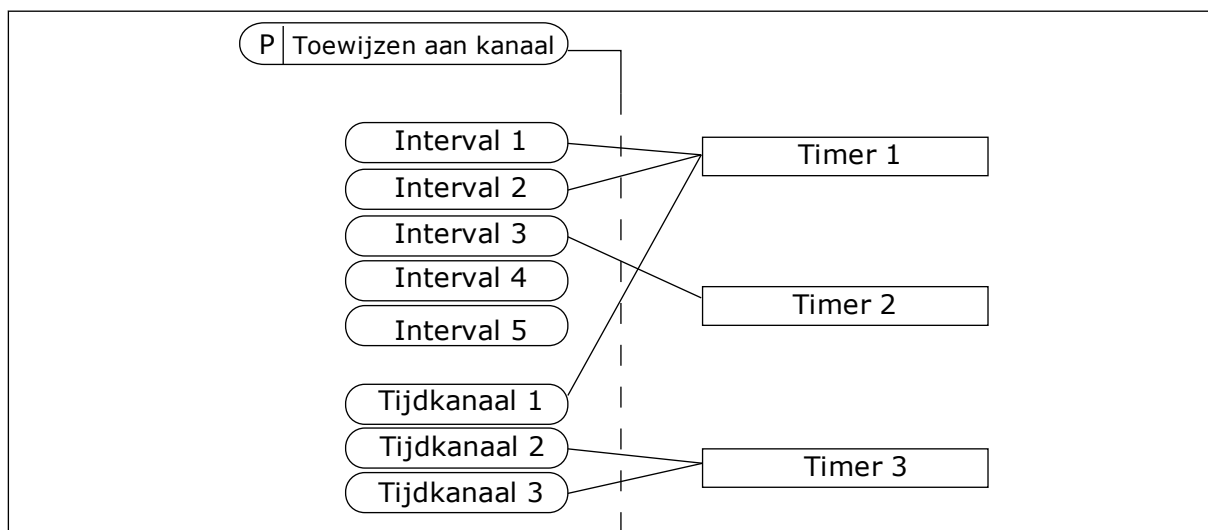 P Toewijzen aan kanaal
Interval 1
Interval 2
Interval 3
Interval 4
Interval 5
Tijdkanaal 1
Tijdkanaal 2
Tijdkanaal 3
Timer 1
Timer 2
Timer 3